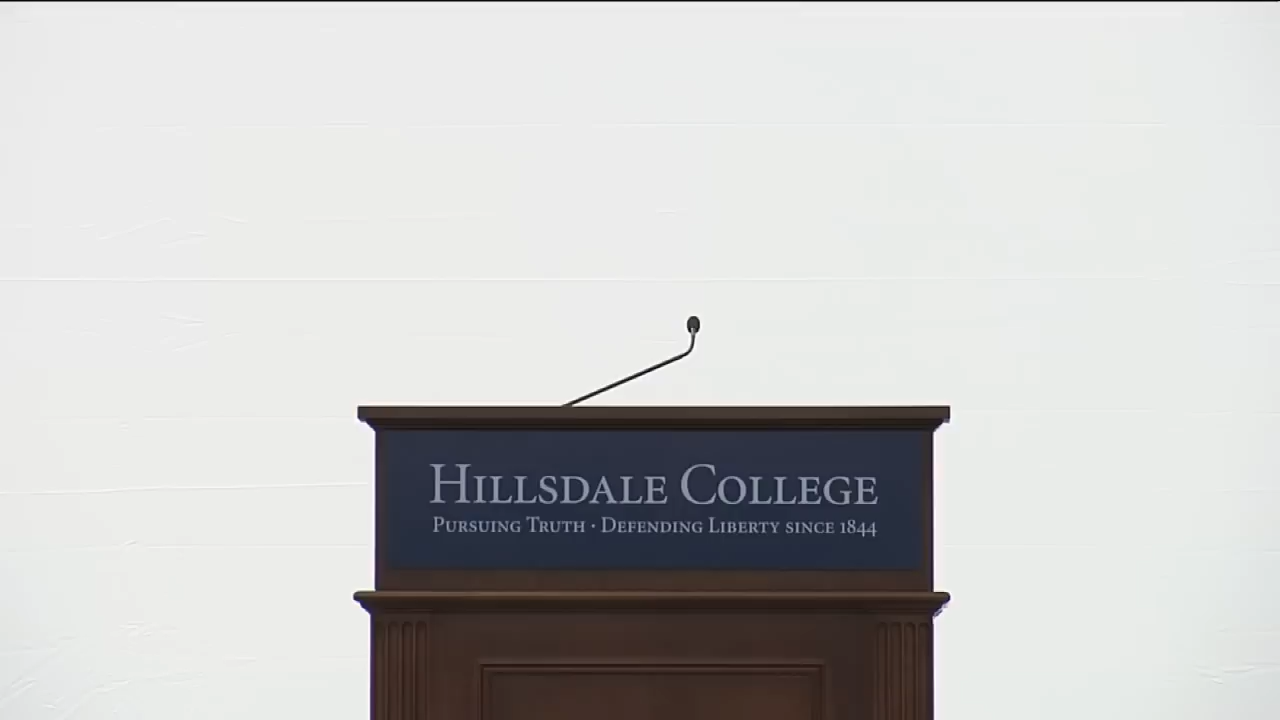 Hillsdale College
Pursuing Truth · Defending Liberty since 1844